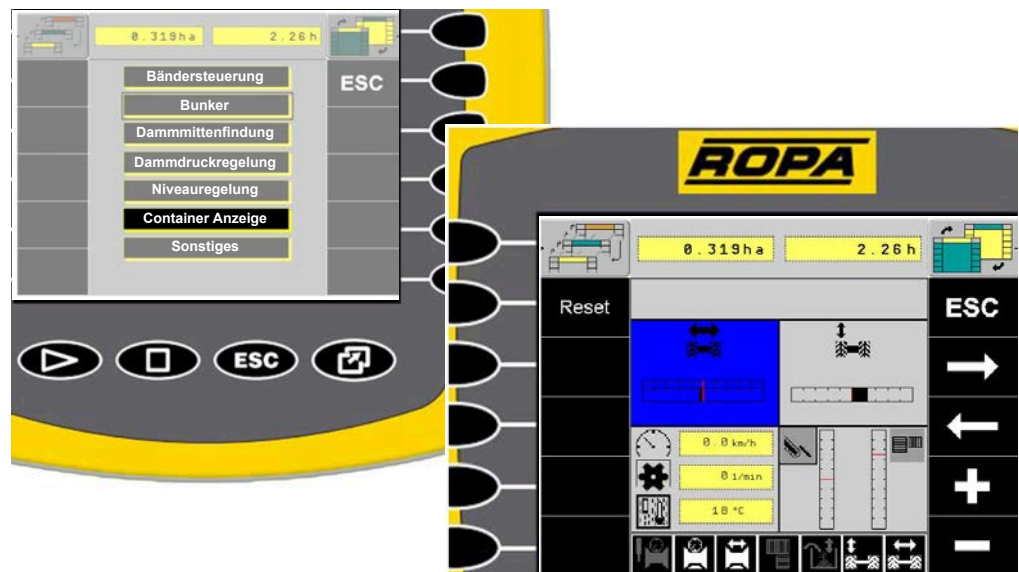 0.319ha 2.26h
ESC
Bändersteuerung
Bunker
Dammmittenfindung
Dammdruckregelung
Niveauregelung
Container Anzeige
Sonstiges
ESC
ROPA
0.319ha 2.26h
Reset
ESC
0.0 km/h
0 1/min
18 °C